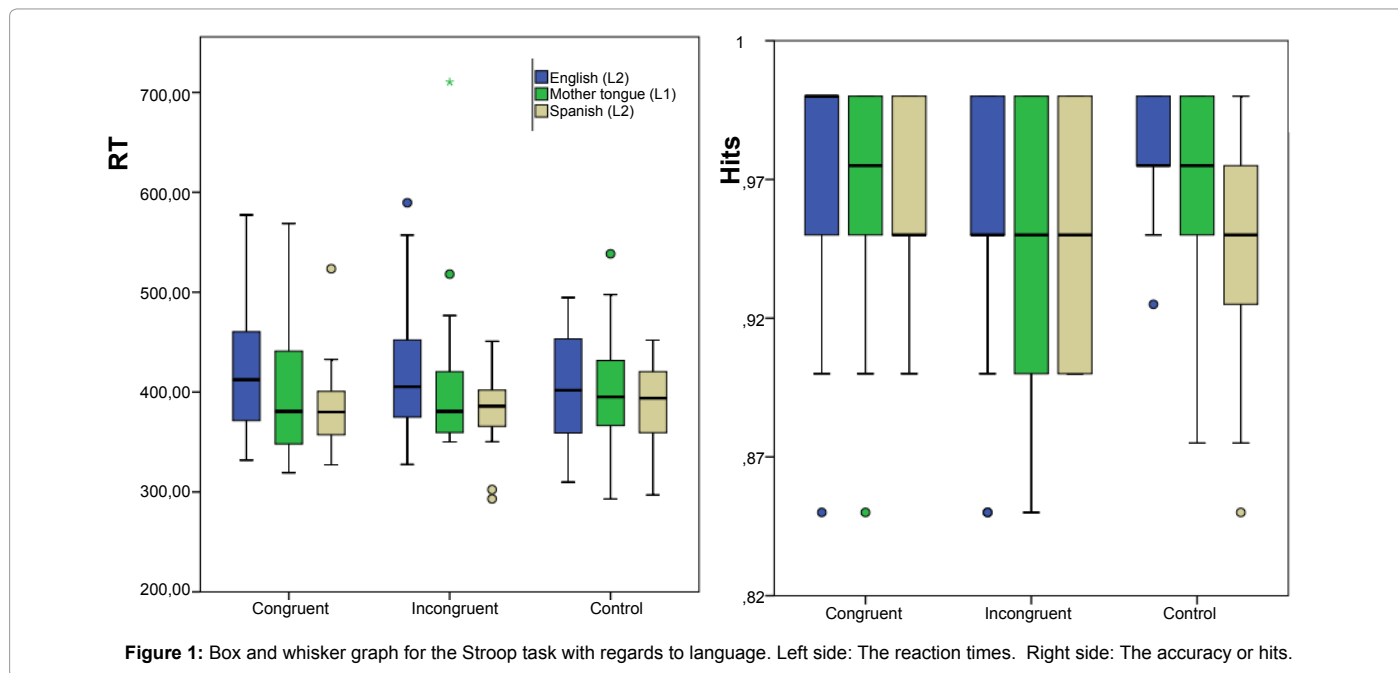 700,00
600,00
500,00
400,00
300,00
200,00
RT
English (L2)
Mother tongue (L1)
Spanish (L2)
Congruent
Incongruent
Control
1
,97
,92
,87
,82
Hits
Congruent
Incongruent
Control
Figure 1: Box and whisker graph for the Stroop task with regards to language. Left side: The reaction times. Right side: The accuracy or hits.